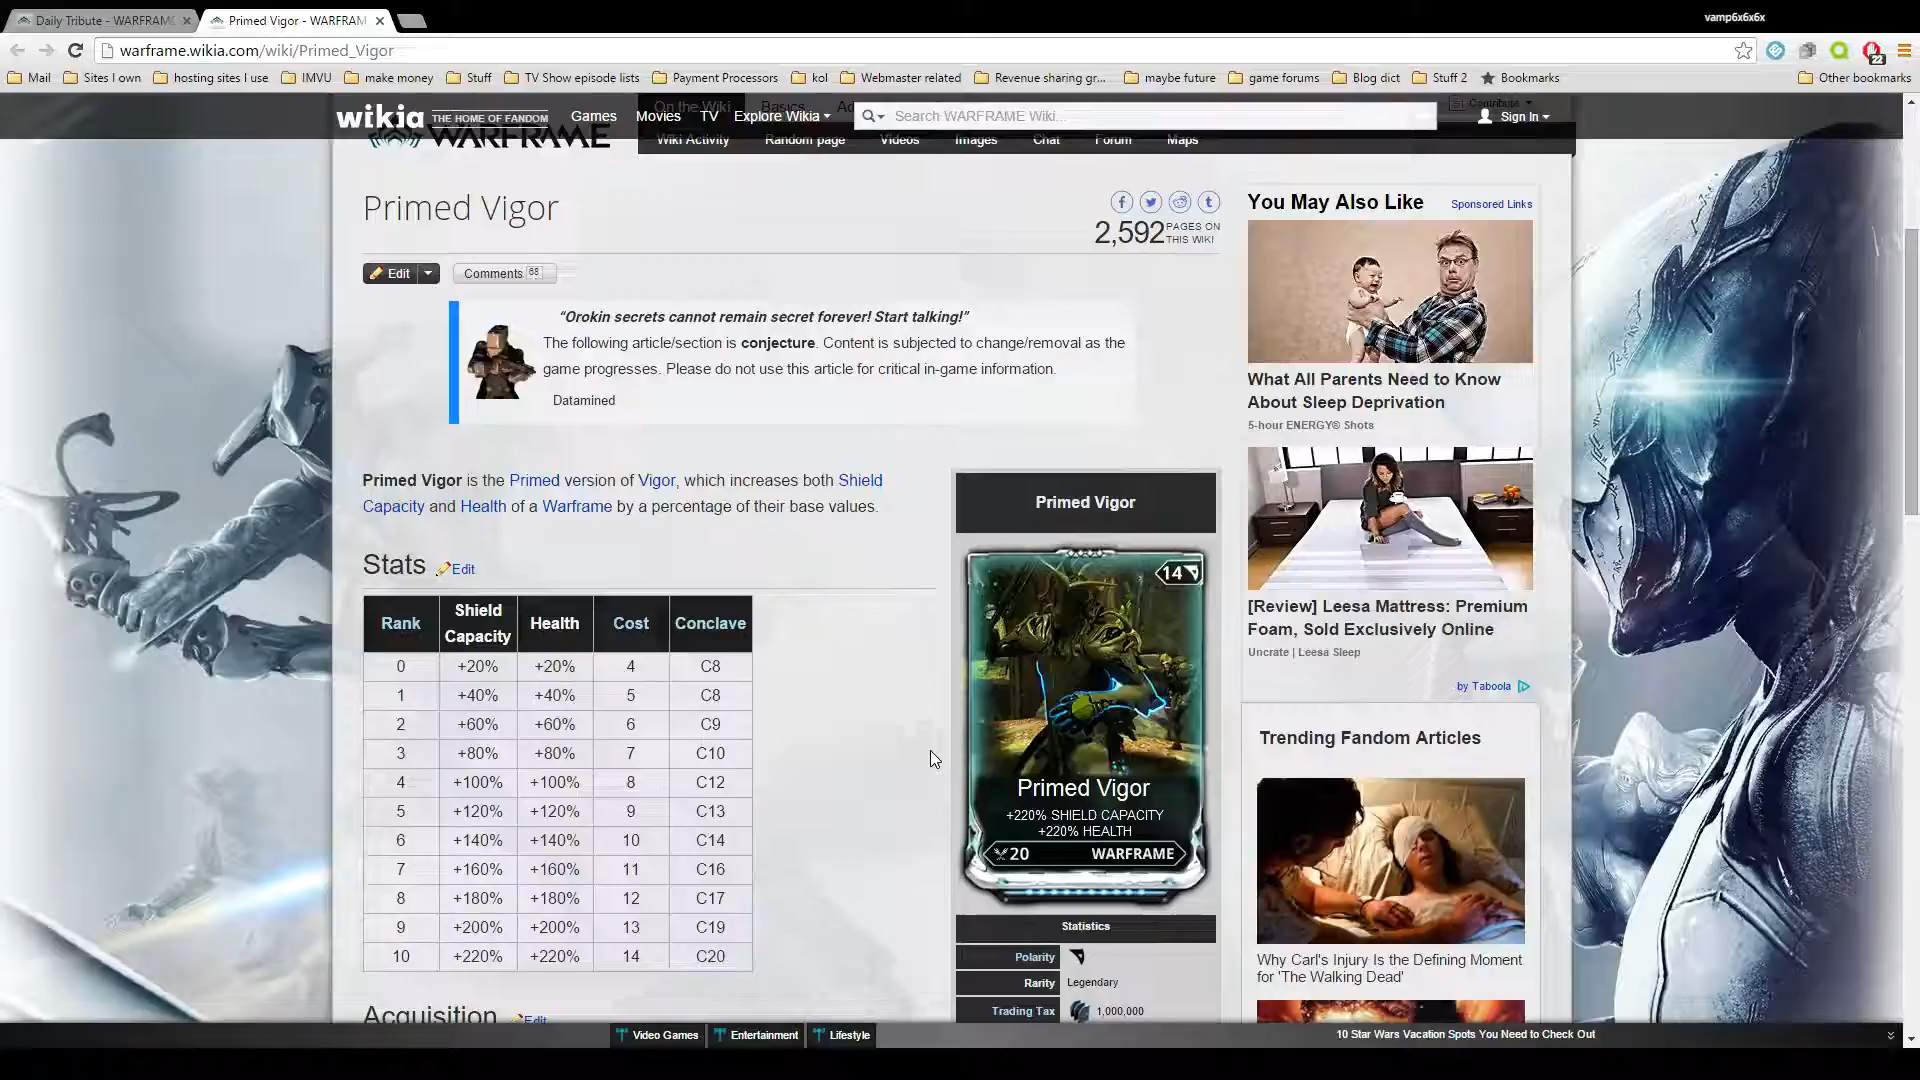 Daily Tribute - WARFRAME
Primed Vigor - WARFRAM
vamp6x6x6x
warframe.wikia.com/wiki/Primed_Vigor
22
Mail
Sites I own
hosting sites I use
IMVU
make money
Stuff
TV Show episode lists
Payment Processors
kol
Webmaster related
Revenue sharing gr...
maybe future
game forums
Blog dict
Stuff 2
Bookmarks
Other bookmarks
On the Wiki
Basics
Contribute
wikia THE HOME OF FANDOM
Games
Movies
TV
Explore Wikia
Search WARFRAME Wiki...
Sign In
WARFRAME
Wiki Activity
Random page
Videos
Images
Chat
Forum
Maps
Primed Vigor
2,592 PAGES ON
THIS WIKI
Edit
Comments 68
“Orokin secrets cannot remain secret forever! Start talking!”
The following article/section is conjecture. Content is subjected to change/removal as the
game progresses. Please do not use this article for critical in-game information.
Datamined
Primed Vigor is the Primed version of Vigor, which increases both Shield
Capacity and Health of a Warframe by a percentage of their base values.
Stats Edit
Rank Shield Capacity Health Cost Conclave
0 +20% +20% 4 C8
1 +40% +40% 5 C8
2 +60% +60% 6 C9
3 +80% +80% 7 C10
4 +100% +100% 8 C12
5 +120% +120% 9 C13
6 +140% +140% 10 C14
7 +160% +160% 11 C16
8 +180% +180% 12 C17
9 +200% +200% 13 C19
10 +220% +220% 14 C20
Acquisition Edit
Primed Vigor
14
Primed Vigor
+220% SHIELD CAPACITY
+220% HEALTH
20 WARFRAME
Statistics
Polarity
Rarity Legendary
Trading Tax 1,000,000
You May Also Like
Sponsored Links
What All Parents Need to Know
About Sleep Deprivation
5-hour ENERGY® Shots
[Review] Leesa Mattress: Premium
Foam, Sold Exclusively Online
Uncrate | Leesa Sleep
by Taboola
Trending Fandom Articles
Why Carl's Injury Is the Defining Moment
for 'The Walking Dead'
Video Games
Entertainment
Lifestyle
10 Star Wars Vacation Spots You Need to Check Out